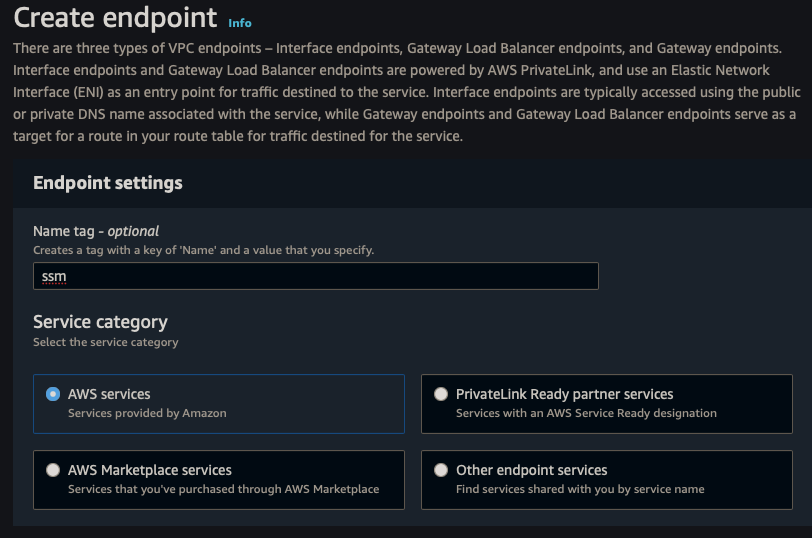 Create endpoint Info
There are three types of VPC endpoints – Interface endpoints, Gateway Load Balancer endpoints, and Gateway endpoints.
Interface endpoints and Gateway Load Balancer endpoints are powered by AWS PrivateLink, and use an Elastic Network
Interface (ENI) as an entry point for traffic destined to the service. Interface endpoints are typically accessed using the public
or private DNS name associated with the service, while Gateway endpoints and Gateway Load Balancer endpoints serve as a
target for a route in your route table for traffic destined for the service.
Endpoint settings
Name tag - optional
Creates a tag with a key of 'Name' and a value that you specify.
ssm
Service category
Select the service category
AWS services
Services provided by Amazon
PrivateLink Ready partner services
Services with an AWS Service Ready designation
AWS Marketplace services
Services that you've purchased through AWS Marketplace
Other endpoint services
Find services shared with you by service name